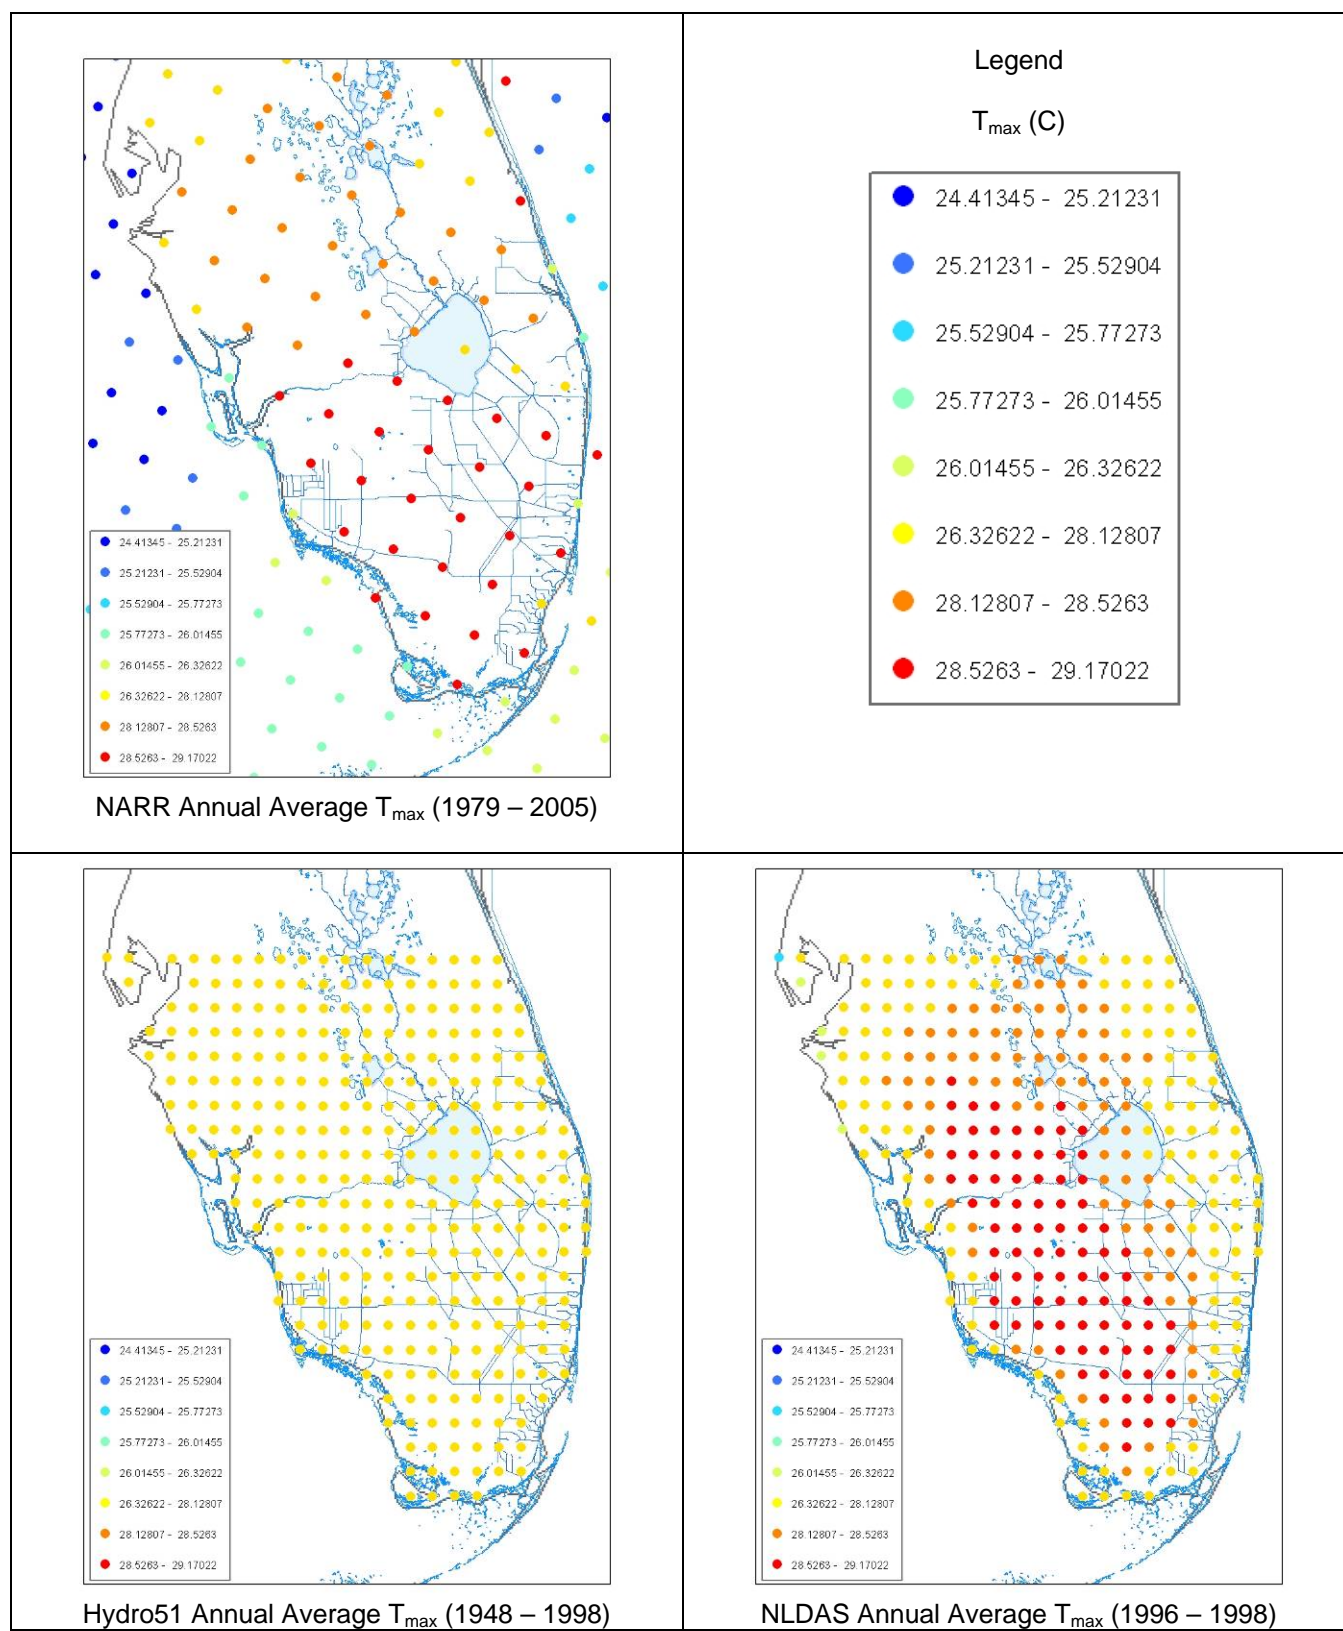 Legend
Tmax (C)
24.41345 - 25.21231
25.21231 - 25.52904
25.52904 - 25.77273
25.77273 - 26.01455
26.01455 - 26.32622
26.32622 - 28.12807
28.12807 - 28.5263
28.5263 - 29.17022
24.41345 - 25.21231
25.21231 - 25.52904
25.52904 - 25.77273
25.77273 - 26.01455
26.01455 - 26.32622
26.32622 - 28.12807
28.12807 - 28.5263
28.5263 - 29.17022
NARR Annual Average Tmax (1979 – 2005)
24.41345 - 25.21231
25.21231 - 25.52904
25.52904 - 25.77273
25.77273 - 26.01455
26.01455 - 26.32622
26.32622 - 28.12807
28.12807 - 28.5263
28.5263 - 29.17022
Hydro51 Annual Average Tmax (1948 – 1998)
24.41345 - 25.21231
25.21231 - 25.52904
25.52904 - 25.77273
25.77273 - 26.01455
26.01455 - 26.32622
26.32622 - 28.12807
28.12807 - 28.5263
28.5263 - 29.17022
NLDAS Annual Average Tmax (1996 – 1998)